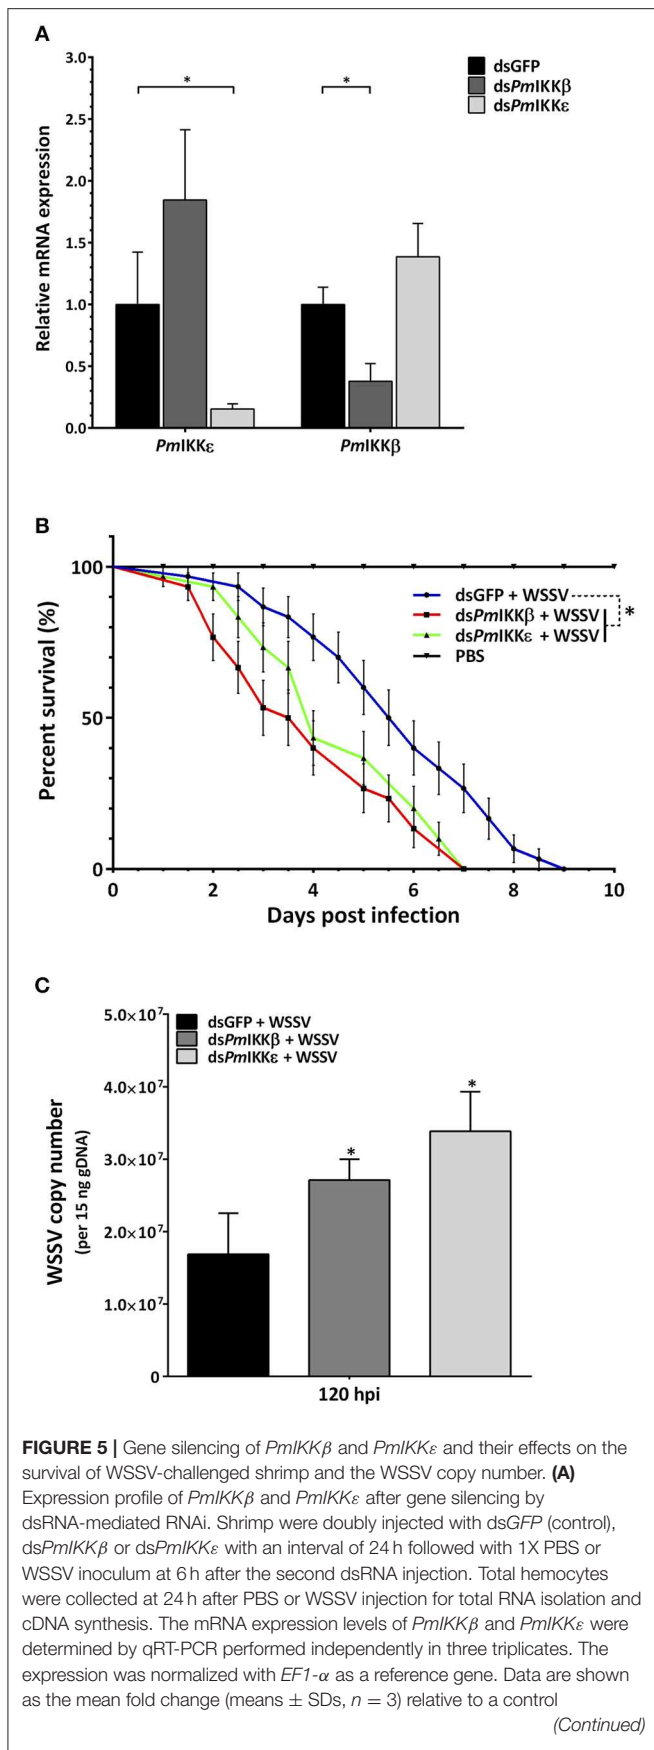 A
3.0
2.5
2.0
1.5
1.0
0.5
0.0
Relative mRNA expression
*
*
dsGFP
dsPmIKKβ
dsPmIKKε
PmIKKε
PmIKKβ
B
100
50
0
Percent survival (%)
dsGFP + WSSV
dsPmIKKβ + WSSV
dsPmIKKε + WSSV
PBS
*
0 2 4 6 8 10
Days post infection
C
5.0×10⁷
4.0×10⁷
3.0×10⁷
2.0×10⁷
1.0×10⁷
0
WSSV copy number
(per 15 ng gDNA)
dsGFP + WSSV
dsPmIKKβ + WSSV
dsPmIKKε + WSSV
*
*
120 hpi
FIGURE 5 | Gene silencing of PmIKKβ and PmIKKε and their effects on the
survival of WSSV-challenged shrimp and the WSSV copy number. (A)
Expression profile of PmIKKβ and PmIKKε after gene silencing by
dsRNA-mediated RNAi. Shrimp were doubly injected with dsGFP (control),
dsPmIKKβ or dsPmIKKε with an interval of 24 h followed with 1X PBS or
WSSV inoculum at 6 h after the second dsRNA injection. Total hemocytes
were collected at 24 h after PBS or WSSV injection for total RNA isolation and
cDNA synthesis. The mRNA expression levels of PmIKKβ and PmIKKε were
determined by qRT-PCR performed independently in three triplicates. The
expression was normalized with EF1-α as a reference gene. Data are shown
as the mean fold change (means ± SDs, n = 3) relative to a control
(Continued)